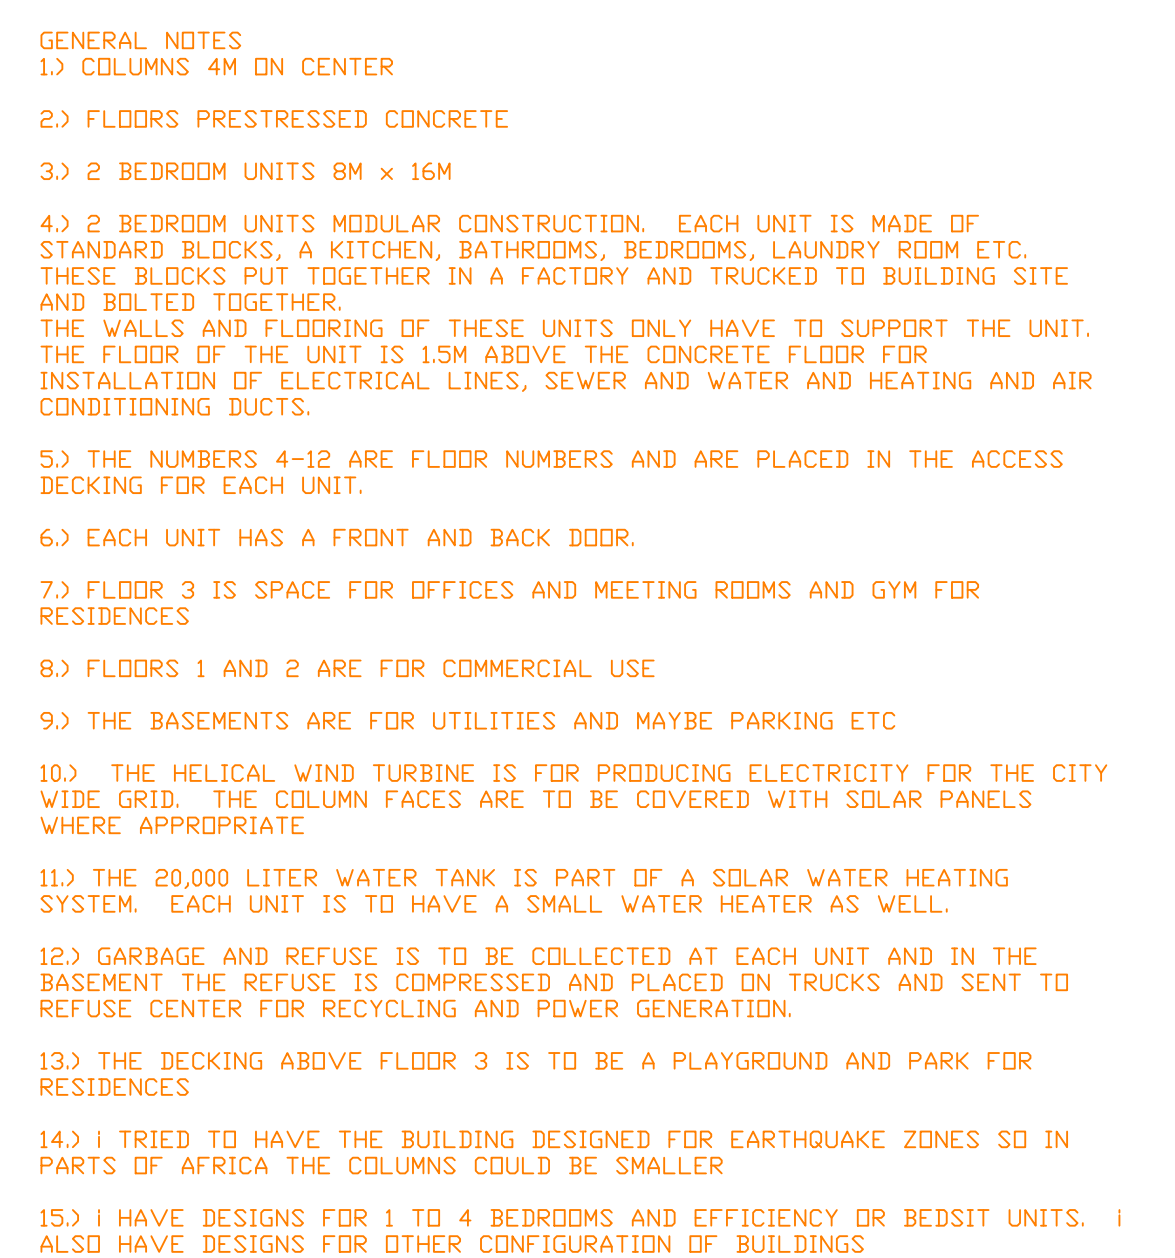 GENERAL NOTES
1.) COLUMNS 4M ON CENTER
2.) FLOORS PRESTRESSED CONCRETE
3.) 2 BEDROOM UNITS 8M x 16M
4.) 2 BEDROOM UNITS MODULAR CONSTRUCTION.  EACH UNIT IS MADE OF
STANDARD BLOCKS, A KITCHEN, BATHROOMS, BEDROOMS, LAUNDRY ROOM ETC.
THESE BLOCKS PUT TOGETHER IN A FACTORY AND TRUCKED TO BUILDING SITE
AND BOLTED TOGETHER.
THE WALLS AND FLOORING OF THESE UNITS ONLY HAVE TO SUPPORT THE UNIT.
THE FLOOR OF THE UNIT IS 1.5M ABOVE THE CONCRETE FLOOR FOR
INSTALLATION OF ELECTRICAL LINES, SEWER AND WATER AND HEATING AND AIR
CONDITIONING DUCTS.
5.) THE NUMBERS 4-12 ARE FLOOR NUMBERS AND ARE PLACED IN THE ACCESS
DECKING FOR EACH UNIT.
6.) EACH UNIT HAS A FRONT AND BACK DOOR.
7.) FLOOR 3 IS SPACE FOR OFFICES AND MEETING ROOMS AND GYM FOR
RESIDENCES
8.) FLOORS 1 AND 2 ARE FOR COMMERCIAL USE
9.) THE BASEMENTS ARE FOR UTILITIES AND MAYBE PARKING ETC
10.)  THE HELICAL WIND TURBINE IS FOR PRODUCING ELECTRICITY FOR THE CITY
WIDE GRID.  THE COLUMN FACES ARE TO BE COVERED WITH SOLAR PANELS
WHERE APPROPRIATE
11.) THE 20,000 LITER WATER TANK IS PART OF A SOLAR WATER HEATING
SYSTEM.  EACH UNIT IS TO HAVE A SMALL WATER HEATER AS WELL.
12.) GARBAGE AND REFUSE IS TO BE COLLECTED AT EACH UNIT AND IN THE
BASEMENT THE REFUSE IS COMPRESSED AND PLACED ON TRUCKS AND SENT TO
REFUSE CENTER FOR RECYCLING AND POWER GENERATION.
13.) THE DECKING ABOVE FLOOR 3 IS TO BE A PLAYGROUND AND PARK FOR
RESIDENCES
14.) i TRIED TO HAVE THE BUILDING DESIGNED FOR EARTHQUAKE ZONES SO IN
PARTS OF AFRICA THE COLUMNS COULD BE SMALLER
15.) i HAVE DESIGNS FOR 1 TO 4 BEDROOMS AND EFFICIENCY OR BEDSIT UNITS.  i
ALSO HAVE DESIGNS FOR OTHER CONFIGURATION OF BUILDINGS